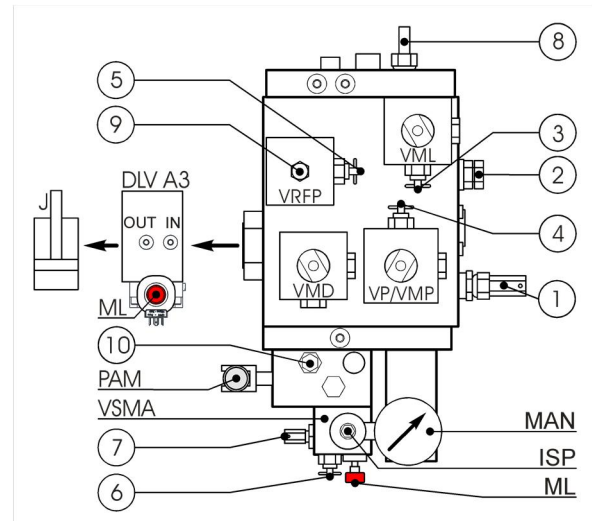 8
5
9
3
VML
2
DLV A3
VRFP
J
OUT IN
4
VMD
VP/VMP
ML
1
10
PAM
VSMA
MAN
7
ISP
6
ML